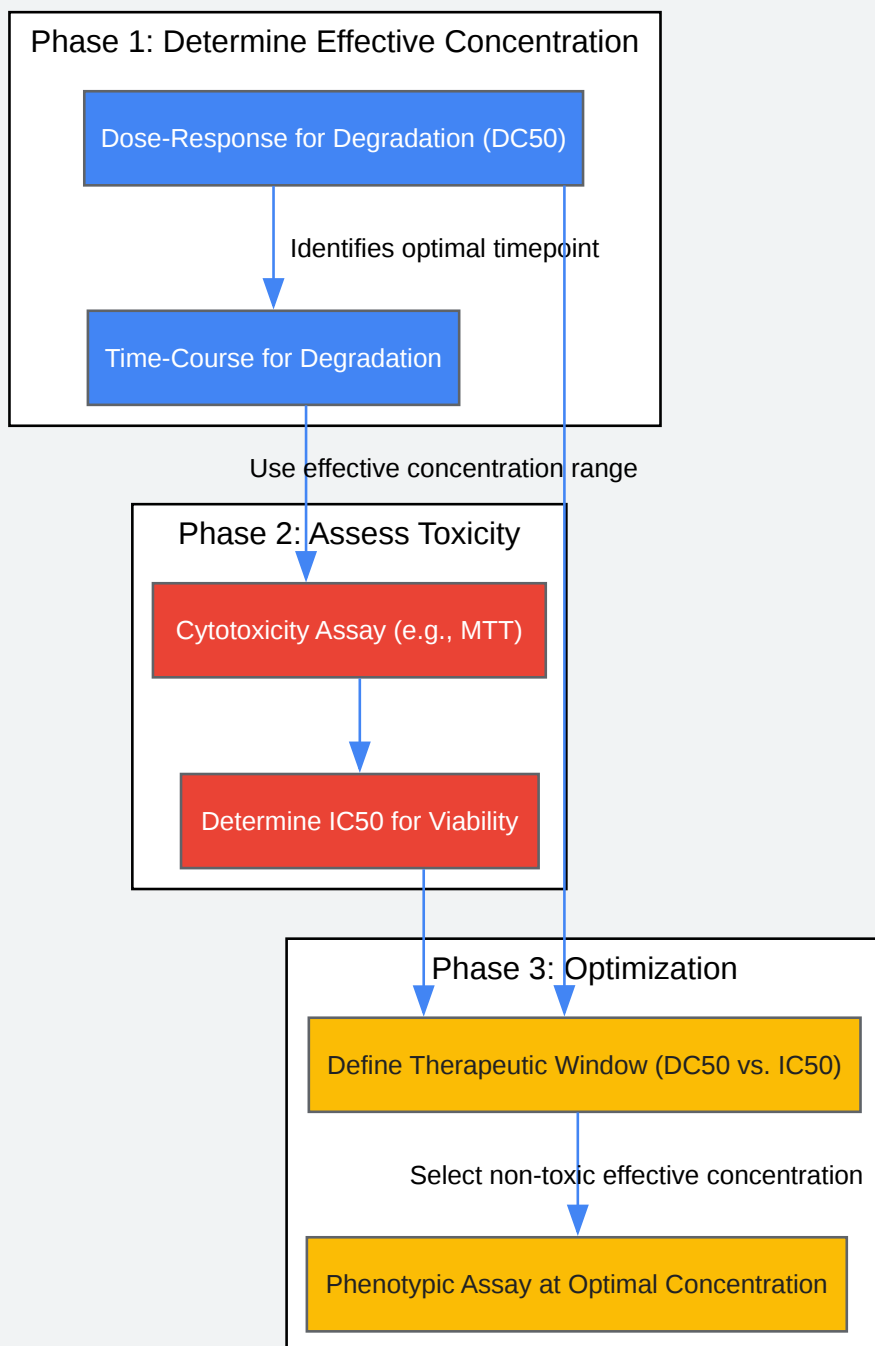 Phase 1: Determine Effective Concentration
Dose-Response for Degradation (DC50)
Identifies optimal timepoint
Time-Course for Degradation
Use effective concentration range
Phase 2: Assess Toxicity
Cytotoxicity Assay (e.g., MTT)
Determine IC50 for Viability
Phase 3: Optimization
Define Therapeutic Window (DC50 vs. IC50)
Select non-toxic effective concentration
Phenotypic Assay at Optimal Concentration